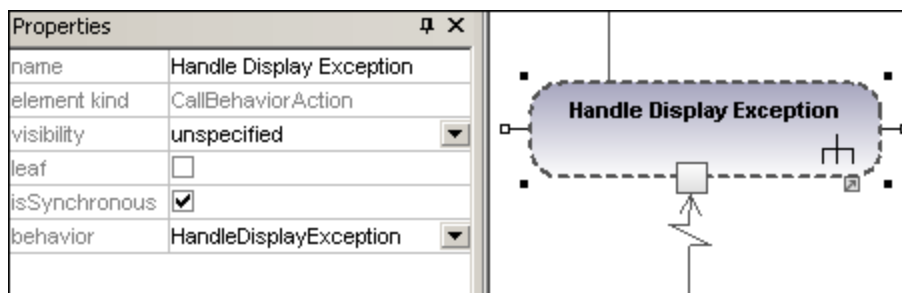 Properties
name Handle Display Exception
element kind CallBehaviorAction
visibility unspecified
leaf
isSynchronous
behavior HandleDisplayException
Handle Display Exception